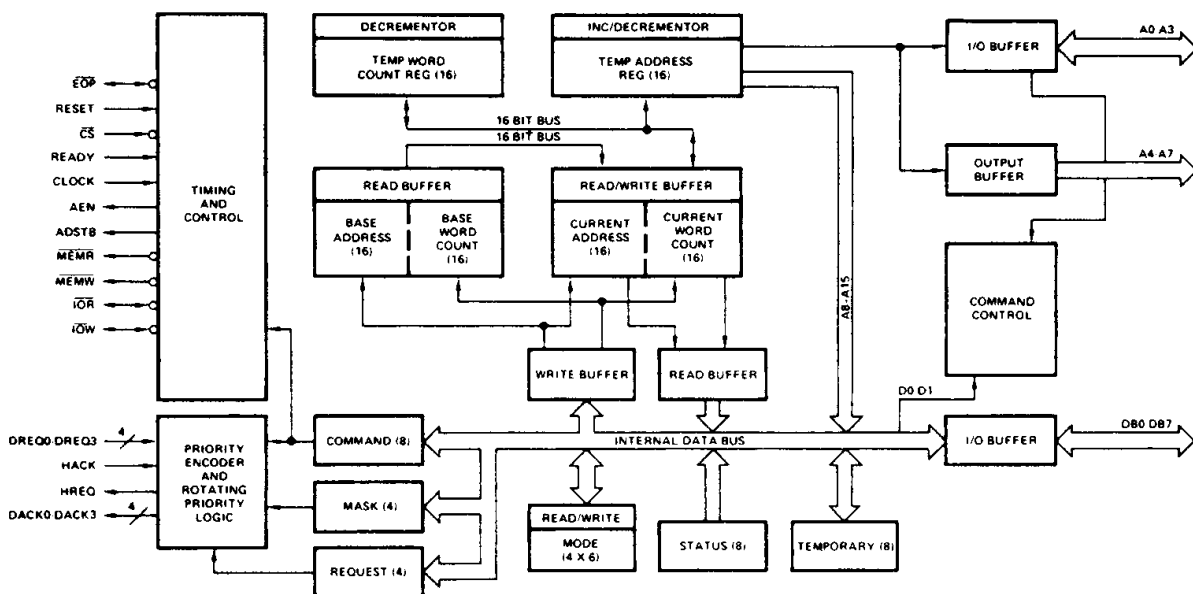 DECREMENTOR
TEMP WORD
COUNT REG (16)
INC/DECREMENTOR
TEMP ADDRESS
REG (16)
I/O BUFFER
A0-A3
EOP
RESET
CS
READY
CLOCK
AEN
ADSTB
MEMR
MEMW
IOR
IOW
TIMING
AND
CONTROL
16 BIT BUS
16 BIT BUS
OUTPUT
BUFFER
A4-A7
READ BUFFER
BASE
ADDRESS
(16)
BASE
WORD
COUNT
(16)
READ/WRITE BUFFER
CURRENT
ADDRESS
(16)
CURRENT
WORD
COUNT
(16)
A8-A15
COMMAND
CONTROL
WRITE BUFFER
READ BUFFER
D0-D1
DREQ0-DREQ3
4
HACK
HREQ
DACK0-DACK3
4
PRIORITY
ENCODER
AND
ROTATING
PRIORITY
LOGIC
COMMAND (8)
MASK (4)
REQUEST (4)
INTERNAL DATA BUS
I/O BUFFER
DB0-DB7
READ/WRITE
MODE
(4 X 6)
STATUS (8)
TEMPORARY (8)